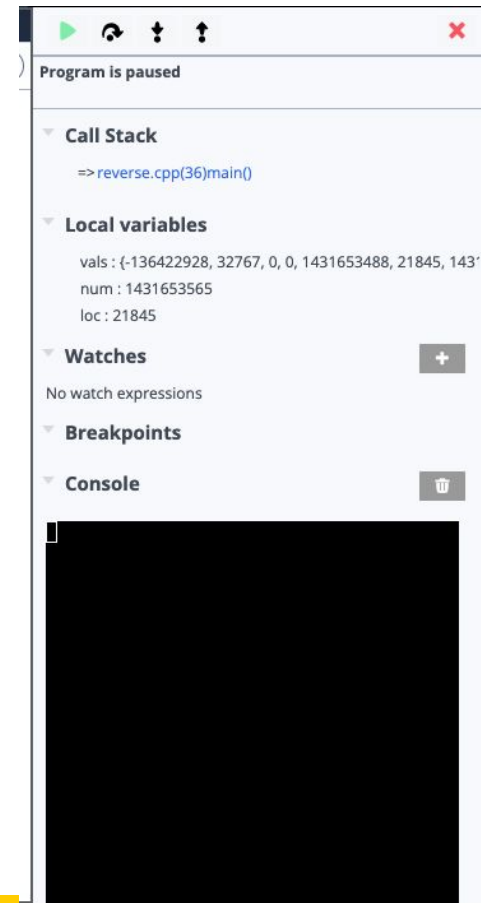 )
Program is paused
Call Stack
=>reverse.cpp(36)main()
Local variables
vals : {-136422928, 32767, 0, 0, 1431653488, 21845, 143
num : 1431653565
loc : 21845
Watches
No watch expressions
Breakpoints
Console